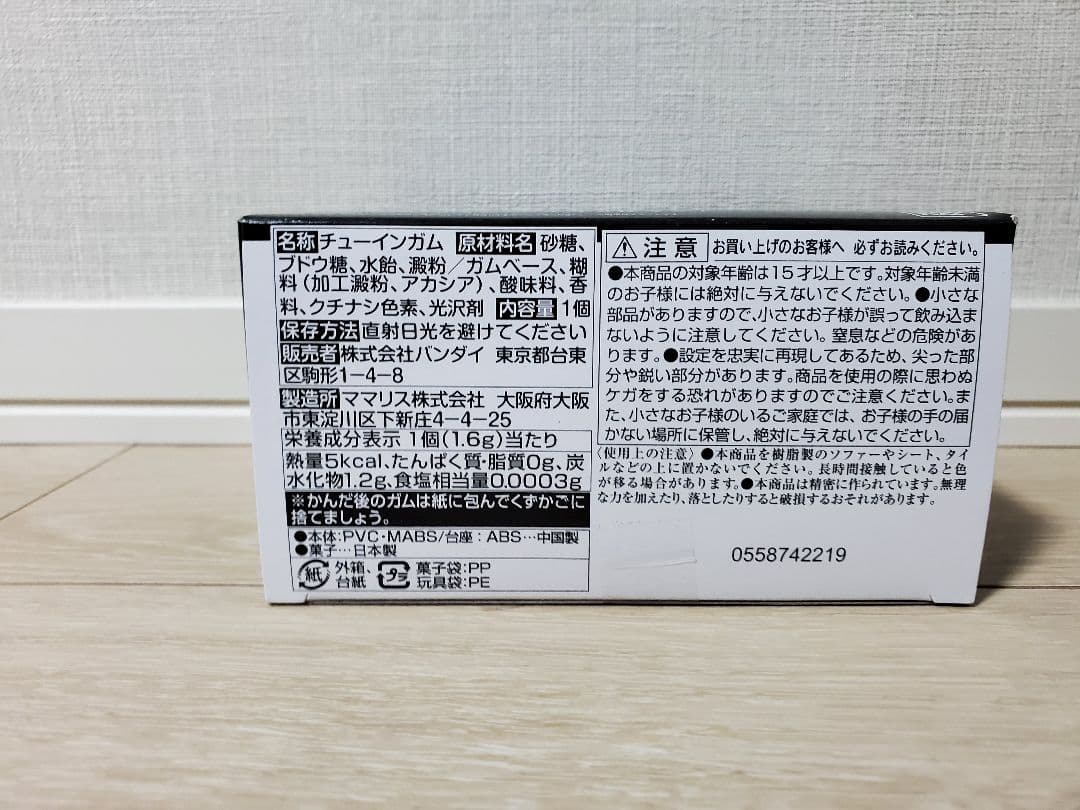 名称 チューインガム 原材料名 砂糖、
ブドウ糖、水飴、澱粉／ガムベース、糊
料(加工澱粉、アカシア)、酸味料、香
料、クチナシ色素、光沢剤 内容量 1個
保存方法 直射日光を避けてください
販売者 株式会社バンダイ 東京都台東
区駒形1-4-8
製造所 ママリス株式会社 大阪府大阪
市東淀川区下新庄4-4-25
栄養成分表示 1個(1.6g)当たり
熱量5kcal、たんぱく質・脂質0g、炭
水化物1.2g、食塩相当量0.0003g
※かんだ後のガムは紙に包んでくずかごに
捨てましょう。
●本体:PVC・MABS/台座：ABS…中国製
●菓子…日本製
紙 外箱、台紙
プラ 菓子袋:PP
玩具袋:PE
注意 お買い上げのお客様へ 必ずお読みください。
●本商品の対象年齢は15才以上です。対象年齢未満
のお子様には絶対に与えないでください。●小さな
部品がありますので、小さなお子様が誤って飲み込ま
ないように注意してください。窒息などの危険があ
ります。●設定を忠実に再現してあるため、尖った部
分や鋭い部分があります。商品を使用の際に思わぬ
ケガをする恐れがありますのでご注意ください。ま
た、小さなお子様のいるご家庭では、お子様の手の届
かない場所に保管し、絶対に与えないでください。
〈使用上の注意〉●本商品を樹脂製のソファーやシート、タイ
ルなどの上に置かないでください。長時間接触していると色
が移る場合があります。●本商品は精密に作られています。無理
な力を加えたり、落としたりすると破損するおそれがあります。
0558742219